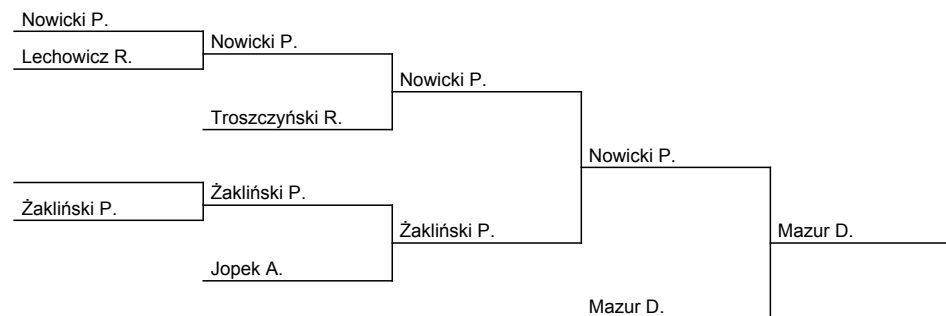 Nowicki P.
Lechowicz R.
Nowicki P.
Nowicki P.
Troszczyński R.
Nowicki P.
Żakliński P.
Żakliński P.
Żakliński P.
Mazur D.
Jopek A.
Mazur D.